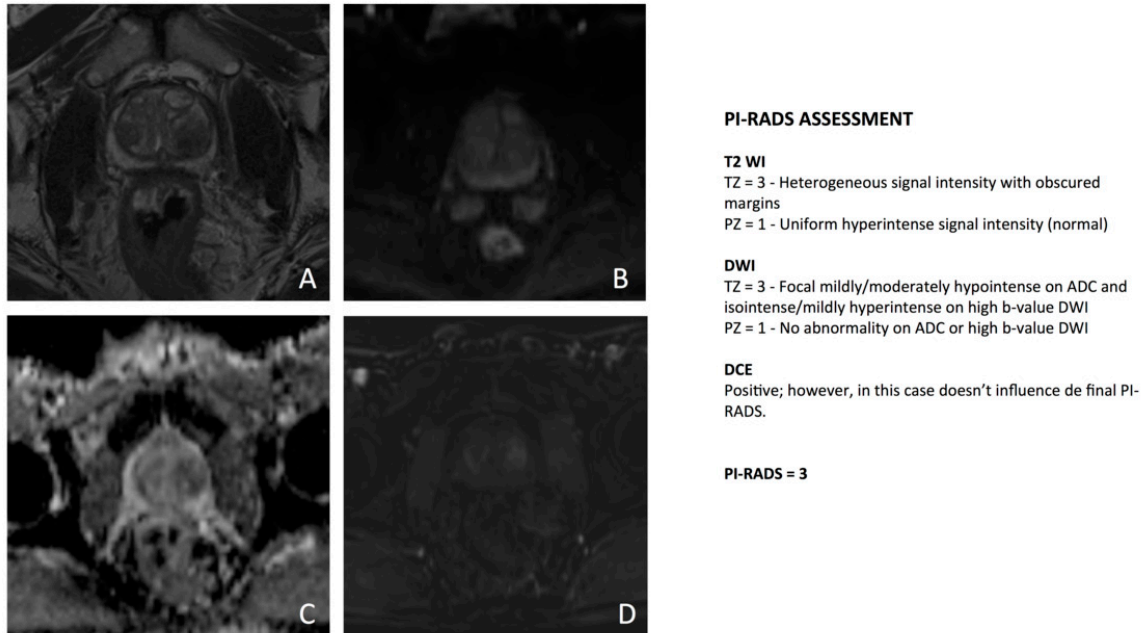 A
B
C
D
PI-RADS ASSESSMENT
T2 WI
TZ = 3 - Heterogeneous signal intensity with obscured
margins
PZ = 1 - Uniform hyperintense signal intensity (normal)
DWI
TZ = 3 - Focal mildly/moderately hypointense on ADC and
isointense/mildly hyperintense on high b-value DWI
PZ = 1 - No abnormality on ADC or high b-value DWI
DCE
Positive; however, in this case doesn’t influence de final PI-
RADS.
PI-RADS = 3